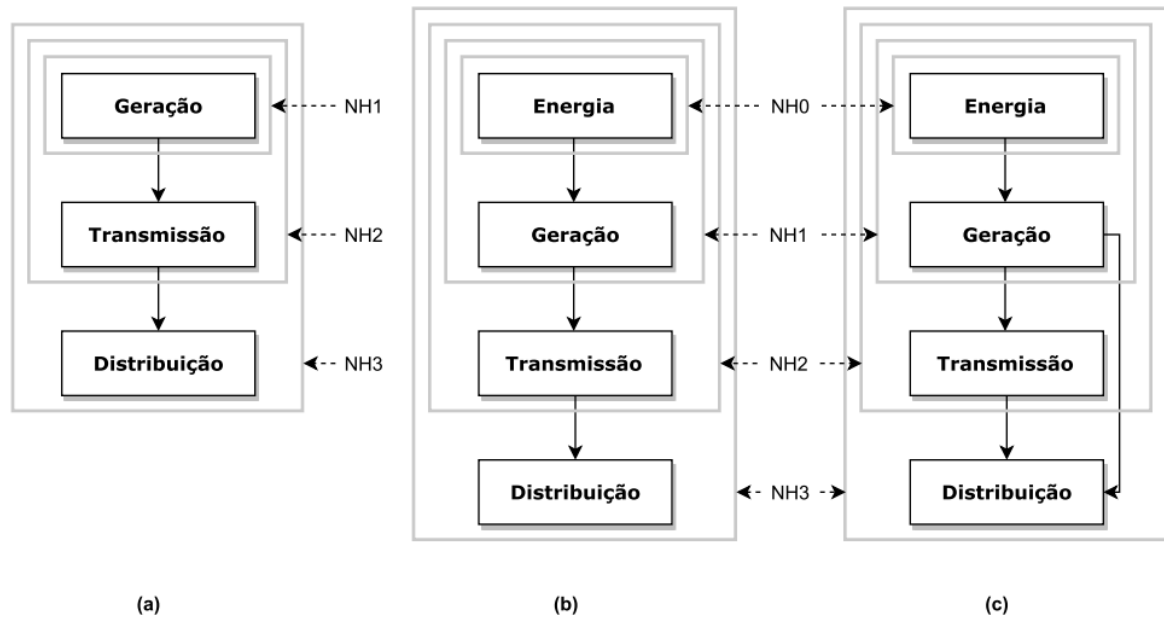 Geração
NH1
Energia
NH0
Energia
Transmissão
NH2
Geração
NH1
Geração
Distribuição
NH3
Transmissão
NH2
Transmissão
Distribuição
NH3
Distribuição
(a)
(b)
(c)